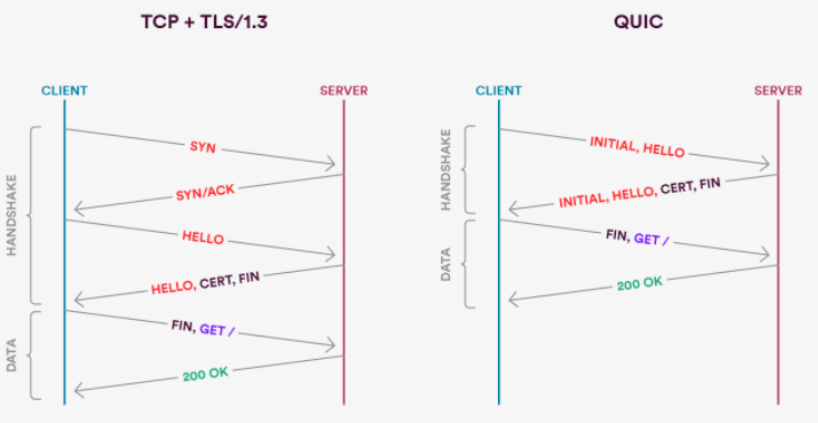 TCP + TLS/1.3
CLIENT
SERVER
HANDSHAKE
SYN
SYN/ACK
HELLO
HELLO, CERT, FIN
DATA
FIN, GET /
200 OK
QUIC
CLIENT
SERVER
HANDSHAKE
INITIAL, HELLO
INITIAL, HELLO, CERT, FIN
DATA
FIN, GET /
200 OK